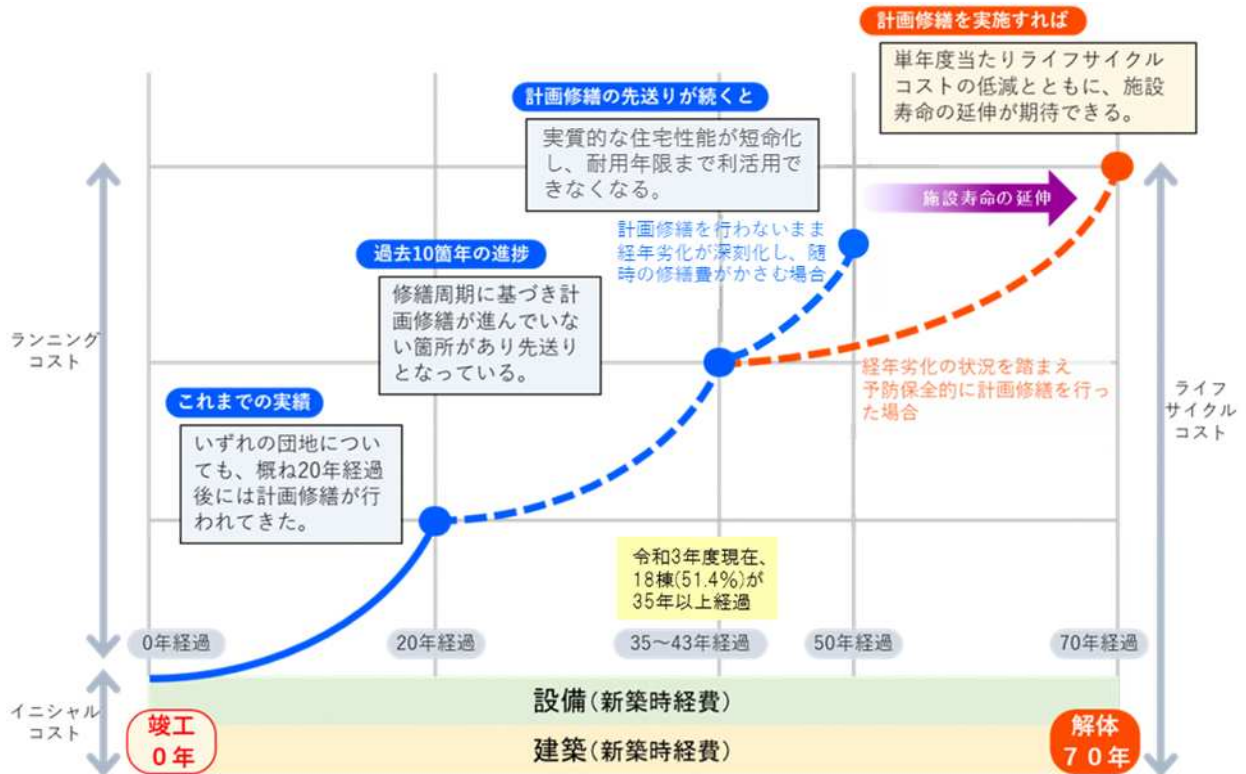 計画修繕を実施すれば
単年度当たりライフサイクル
コストの低減とともに、施設
寿命の延伸が期待できる。
計画修繕の先送りが続くと
実質的な住宅性能が短命化
し、耐用年限まで利活用で
きなくなる。
施設寿命の延伸
計画修繕を行わないまま
経年劣化が深刻化し、随
時の修繕費がかさむ場合
過去10箇年の進捗
修繕周期に基づき計
画修繕が進んでいな
い箇所があり先送り
となっている。
ランニング
コスト
経年劣化の状況を踏まえ
予防保全的に計画修繕を行っ
た場合
ライフ
サイクル
コスト
これまでの実績
いずれの団地につい
ても、概ね20年経過
後には計画修繕が行
われてきた。
令和3年度現在、
18棟(51.4%)が
35年以上経過
0年経過
20年経過
35～43年経過
50年経過
70年経過
イニシャル
コスト
設備(新築時経費)
建築(新築時経費)
竣工
0年
解体
70年